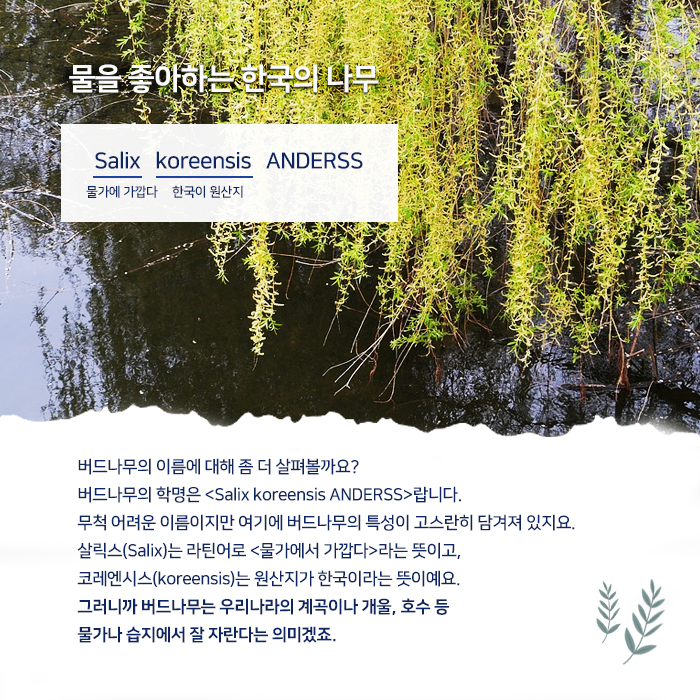 물을 좋아하는 한국의 나무
Salix koreensis ANDERSS
물가에 가깝다 한국이 원산지
버드나무의 이름에 대해 좀 더 살펴볼까요?
버드나무의 학명은 <Salix koreensis ANDERSS>랍니다.
무척 어려운 이름이지만 여기에 버드나무의 특성이 고스란히 담겨져 있지요.
살릭스(Salix)는 라틴어로 <물가에서 가깝다>라는 뜻이고,
코레엔시스(koreensis)는 원산지가 한국이라는 뜻이예요.
그러니까 버드나무는 우리나라의 계곡이나 개울, 호수 등
물가나 습지에서 잘 자란다는 의미겠죠.